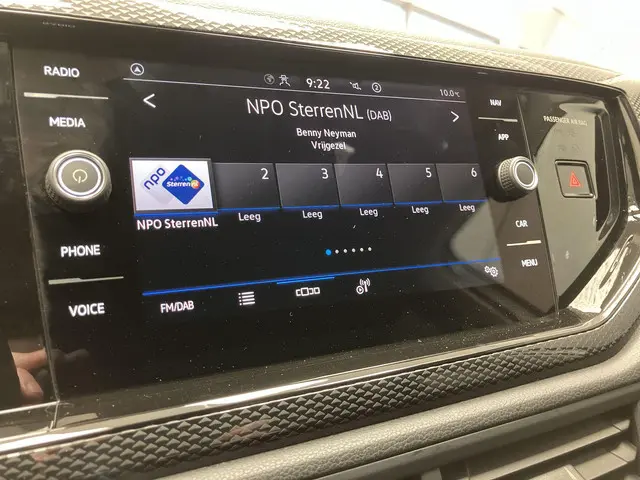 RADIO
MEDIA
PHONE
VOICE
9:22
2
10.0°C
NPO SterrenNL (DAB)
Benny Neyman
Vrijgezel
npo
SterrenNL
2
3
4
5
6
NPO SterrenNL
Leeg
Leeg
Leeg
Leeg
Leeg
FM/DAB
NAV
APP
CAR
MENU
PASSENGER AIR BAG